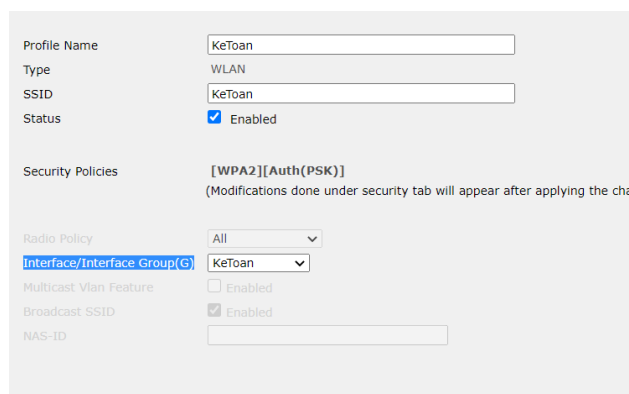 Profile Name KeToan
Type WLAN
SSID KeToan
Status Enabled
Security Policies [WPA2][Auth(PSK)]
(Modifications done under security tab will appear after applying the
Radio Policy All
Interface/Interface Group(G) KeToan
Multicast Vlan Feature Enabled
Broadcast SSID Enabled
NAS-ID